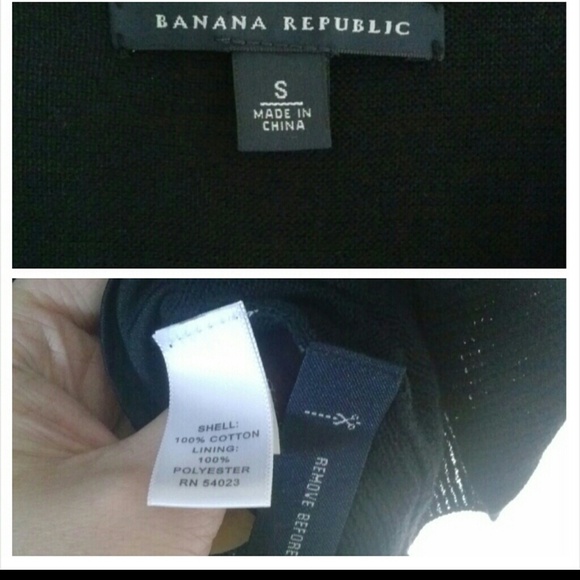 BANANA REPUBLIC
S
MADE IN
CHINA
SHELL:
100% COTTON
LINING:
100%
POLYESTER
RN 54023
REMOVE BEFORE